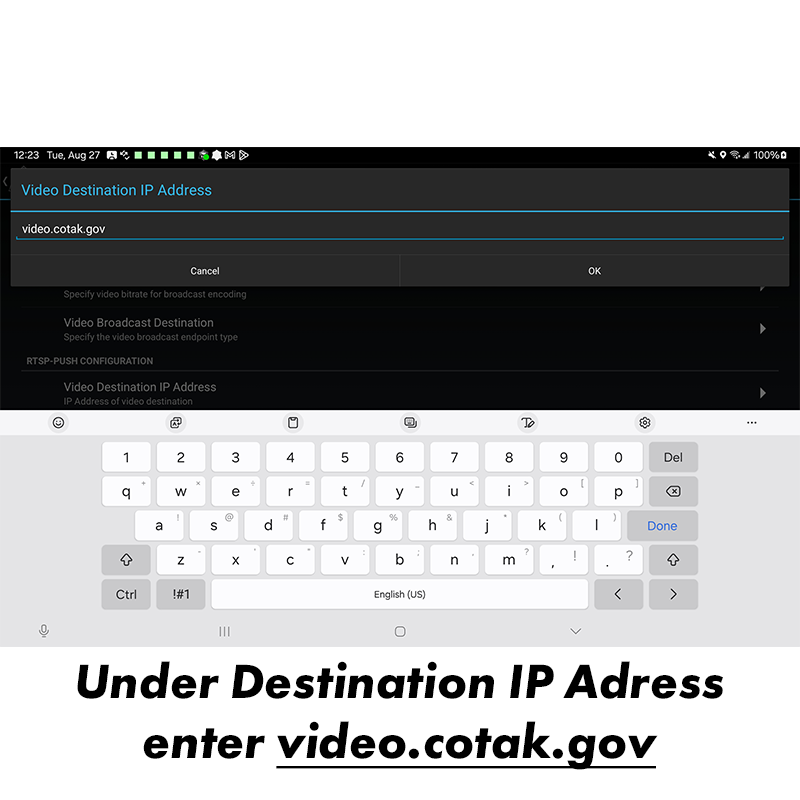 12:23 Tue, Aug 27 100%
Video Destination IP Address
video.cotak.gov
Cancel OK
Specify video bitrate for broadcast encoding
Video Broadcast Destination
Specify the video broadcast endpoint type
RTSP-PUSH CONFIGURATION
Video Destination IP Address
IP Address of video destination
1 2 3 4 5 6 7 8 9 0 Del
q w e r t y u i o p
a s d f g h j k l Done
z x c v b n m , ! . ?
Ctrl !#1 English (US) < >
Under Destination IP Adress
enter video.cotak.gov